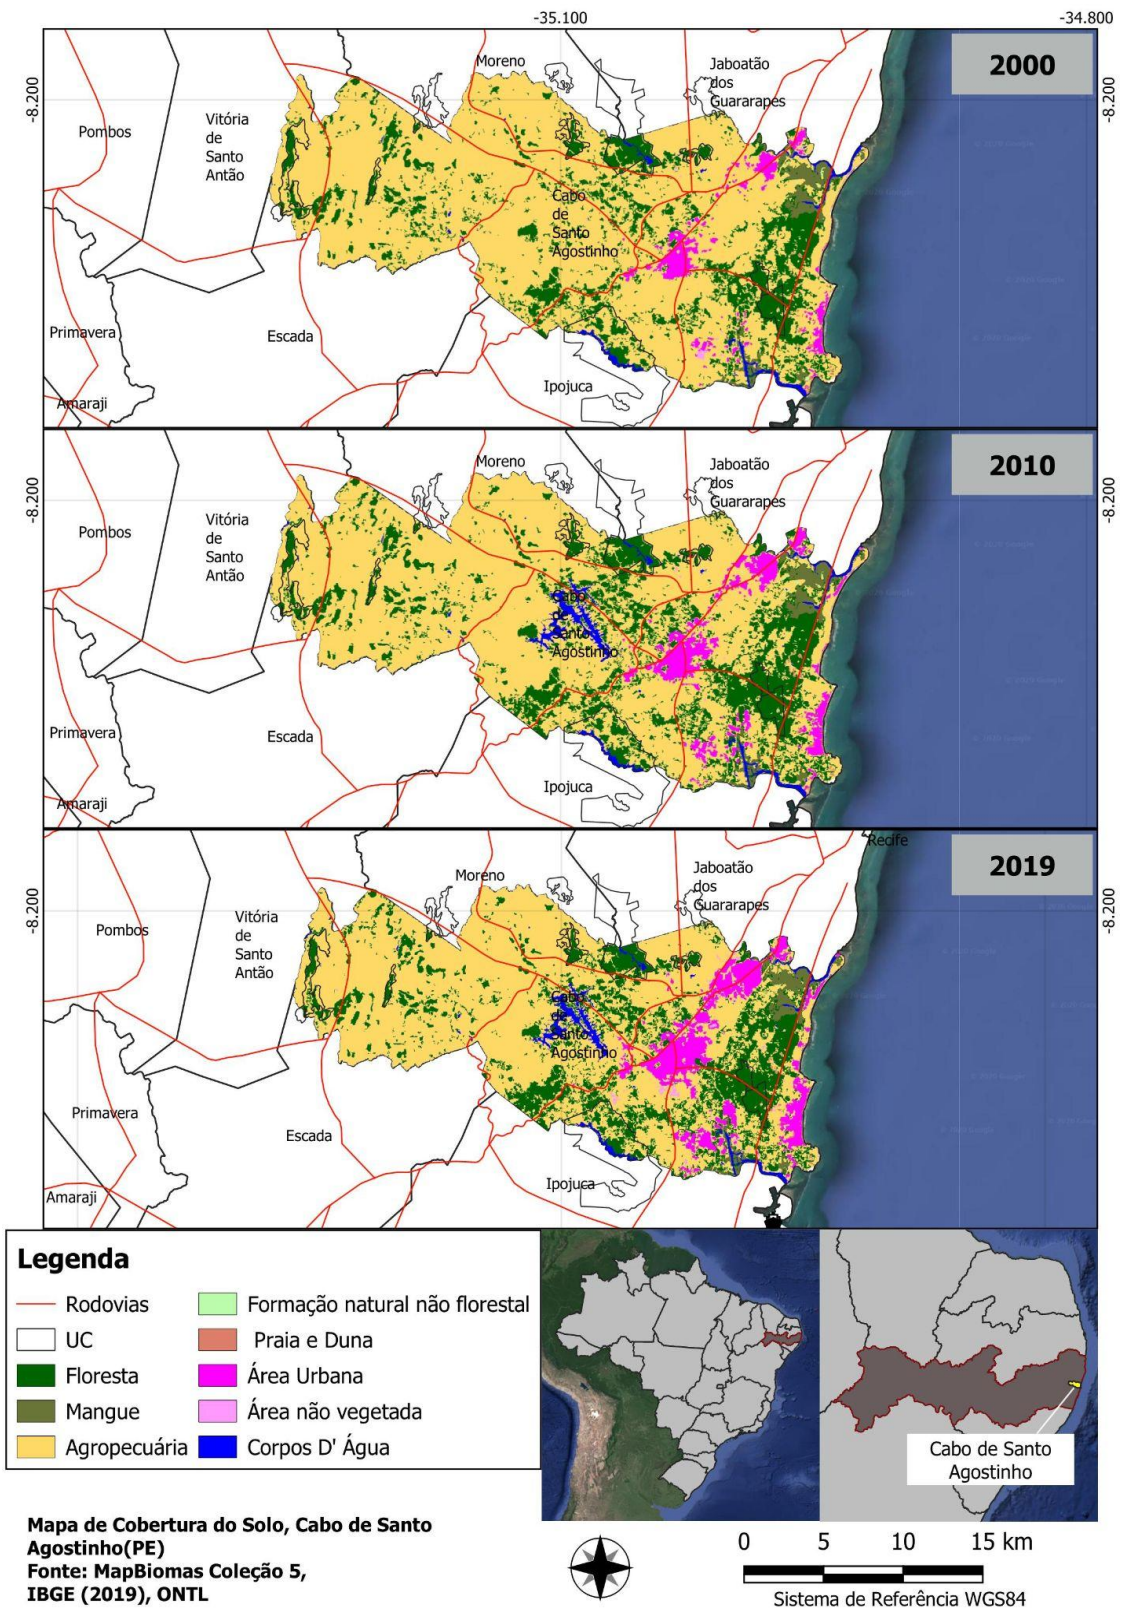 -35.100
-34.800
2000
-8.200
-8.200
Moreno
Jaboatão
dos
Guararapes
Pombos
Vitória
de
Santo
Antão
Cabo
de
Santo
Agostinho
Primavera
Escada
Ipojuca
Amaraji
2010
-8.200
Moreno
Jaboatão
dos
Guararapes
Pombos
Vitória
de
Santo
Antão
Cabo
de
Santo
Agostinho
Primavera
Escada
Ipojuca
Amaraji
Recife
2019
-8.200
-8.200
Moreno
Jaboatão
dos
Guararapes
Pombos
Vitória
de
Santo
Antão
Cabo
de
Santo
Agostinho
Primavera
Escada
Ipojuca
Amaraji
Legenda
Rodovias
UC
Floresta
Mangue
Agropecuária
Formação natural não florestal
Praia e Duna
Área Urbana
Área não vegetada
Corpos D' Água
Cabo de Santo
Agostinho
Mapa de Cobertura do Solo, Cabo de Santo
Agostinho(PE)
Fonte: MapBiomas Coleção 5,
IBGE (2019), ONTL
0 5 10 15 km
Sistema de Referência WGS84